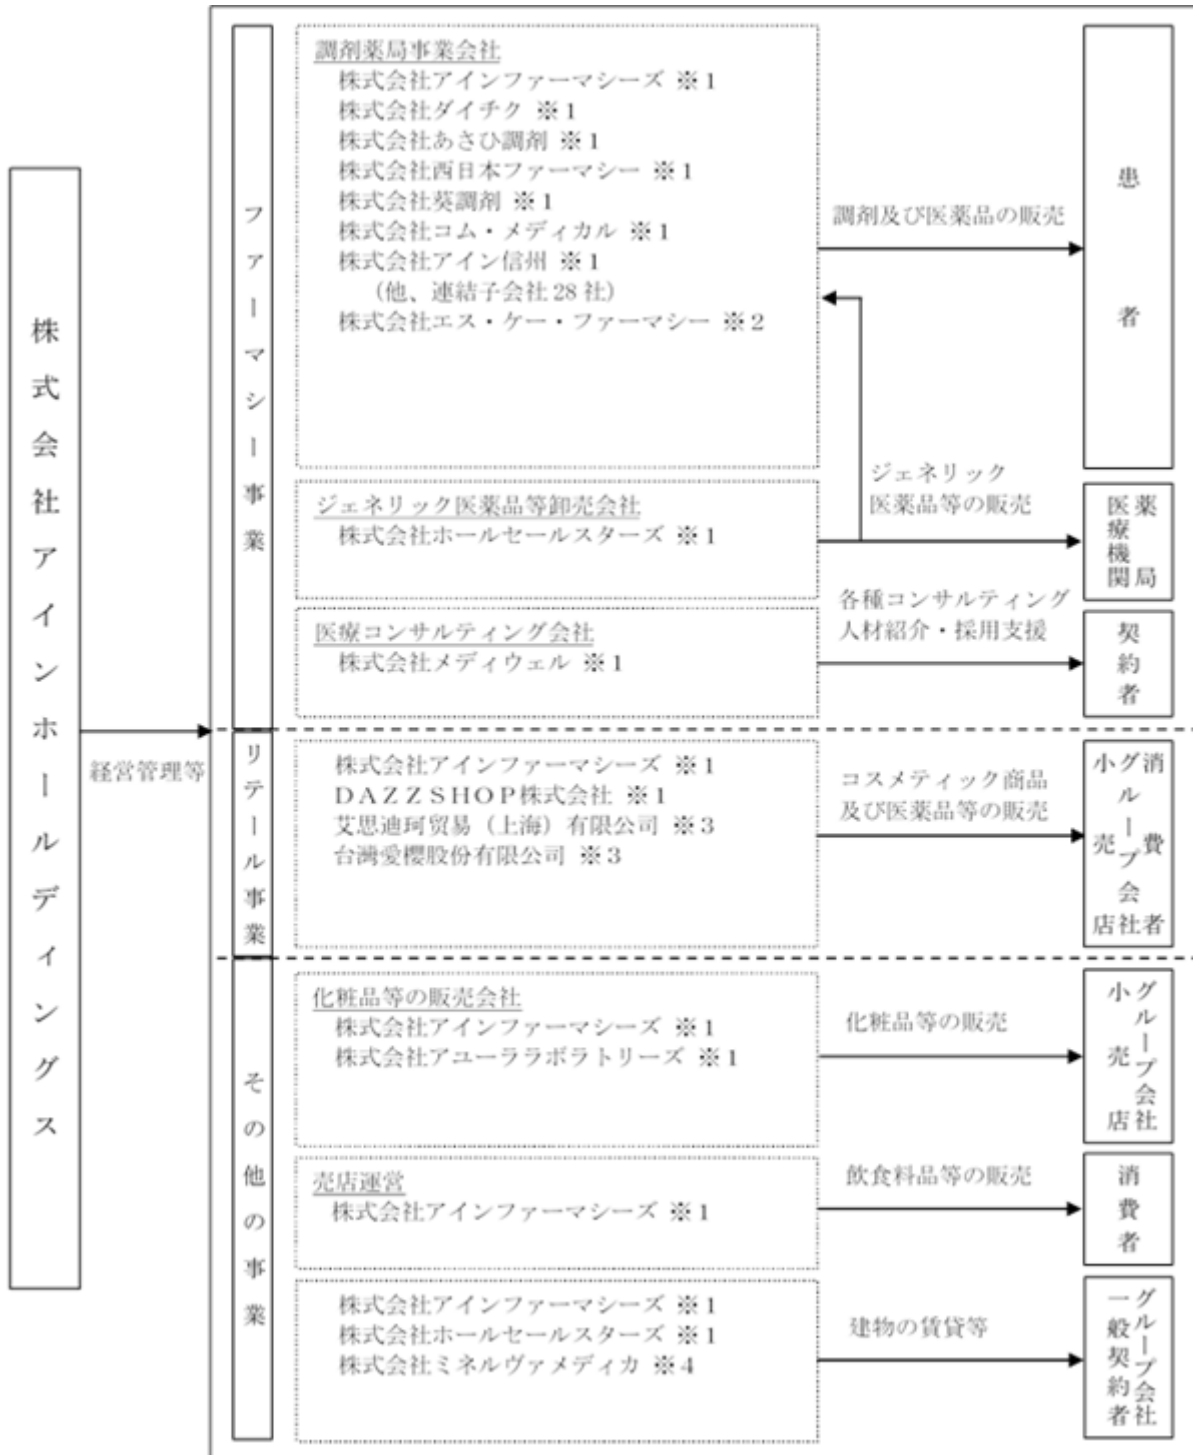 株式会社アインホールディングス
経営管理等
ファーマシー事業
調剤薬局事業会社
株式会社アインファーマシーズ ※1
株式会社ダイチク ※1
株式会社あさひ調剤 ※1
株式会社西日本ファーマシー ※1
株式会社葵調剤 ※1
株式会社コム・メディカル ※1
株式会社アイン信州 ※1
（他、連結子会社28社）
株式会社エス・ケー・ファーマシー ※2
調剤及び医薬品の販売
患者
ジェネリック医薬品等卸売会社
株式会社ホールセールスターズ ※1
ジェネリック
医薬品等の販売
薬局
医療機関
医療コンサルティング会社
株式会社メディウェル ※1
各種コンサルティング
人材紹介・採用支援
契約者
リテール事業
株式会社アインファーマシーズ ※1
ＤＡＺＺＳＨＯＰ株式会社 ※1
艾思迪珂贸易（上海）有限公司 ※3
台灣愛櫻股份有限公司 ※3
コスメティック商品
及び医薬品等の販売
消費者
グループ会社
小売店
その他の事業
化粧品等の販売会社
株式会社アインファーマシーズ ※1
株式会社アユーララボラトリーズ ※1
化粧品等の販売
グループ会社
小売店
売店運営
株式会社アインファーマシーズ ※1
飲食料品等の販売
消費者
株式会社アインファーマシーズ ※1
株式会社ホールセールスターズ ※1
株式会社ミネルヴァメディカ ※4
建物の賃貸等
グループ会社
一般契約者